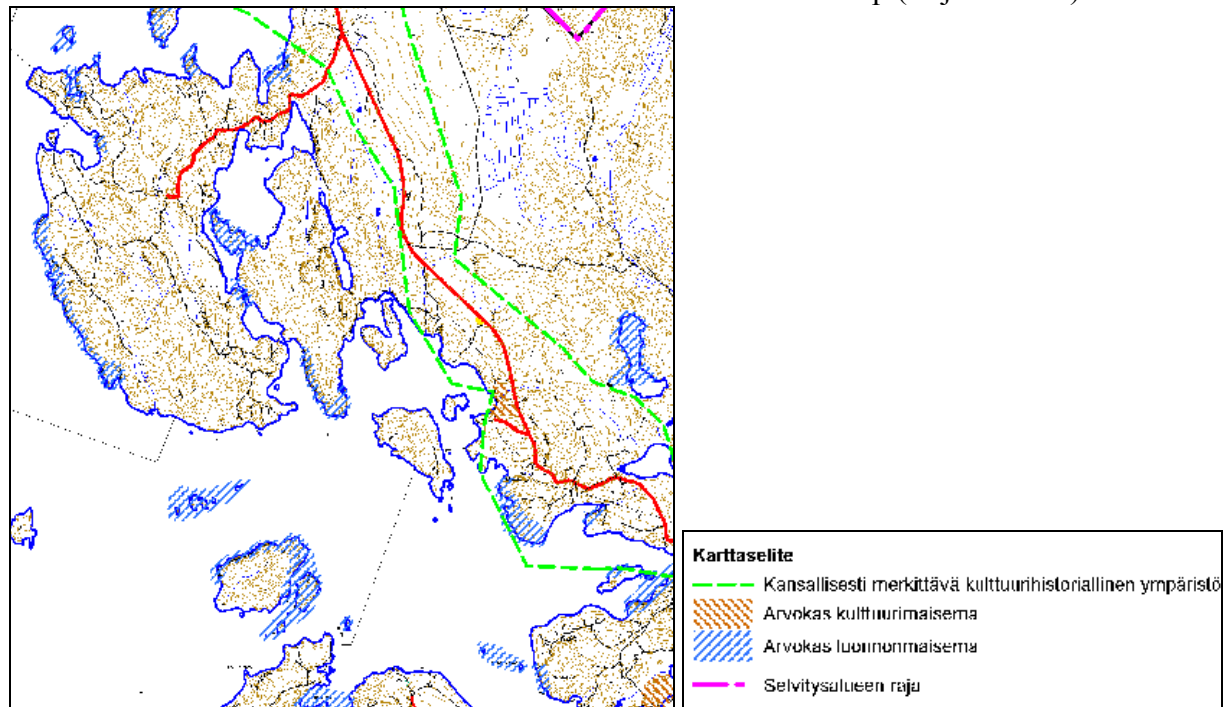 Karttaselite
Kansallisesti merkittävä kulttuurihistoriallinen ympäristö
Arvokas kulttuurimaisema
Arvokas luonnonmaisema
Selvitysalueen raja